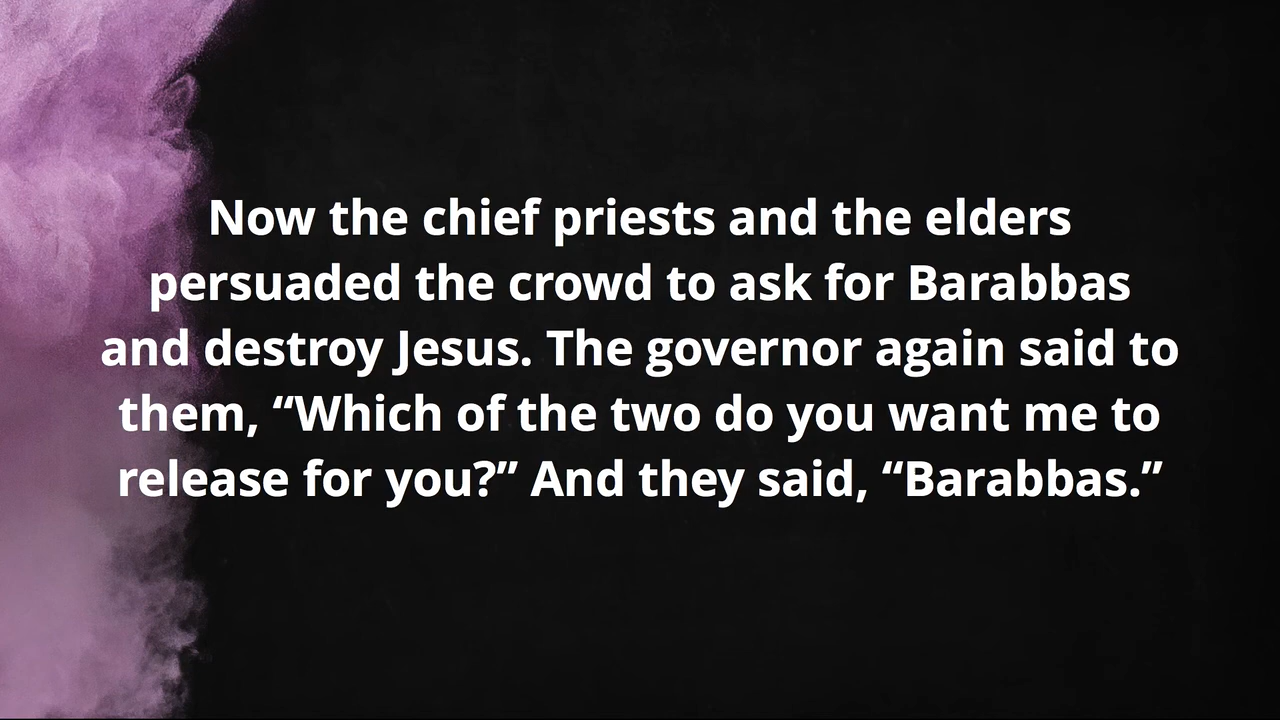 Now the chief priests and the elders
persuaded the crowd to ask for Barabbas
and destroy Jesus. The governor again said to
them, “Which of the two do you want me to
release for you?” And they said, “Barabbas.”